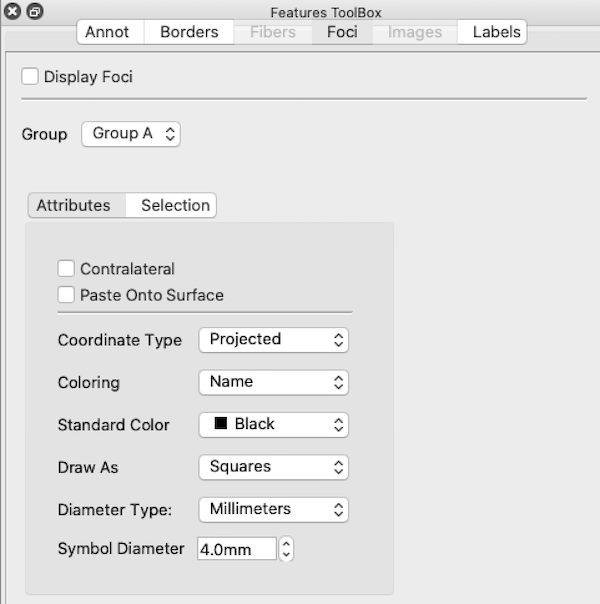 Features ToolBox
Annot Borders Fibers Foci Images Labels
Display Foci
Group Group A
Attributes Selection
Contralateral
Paste Onto Surface
Coordinate Type Projected
Coloring Name
Standard Color Black
Draw As Squares
Diameter Type: Millimeters
Symbol Diameter 4.0mm